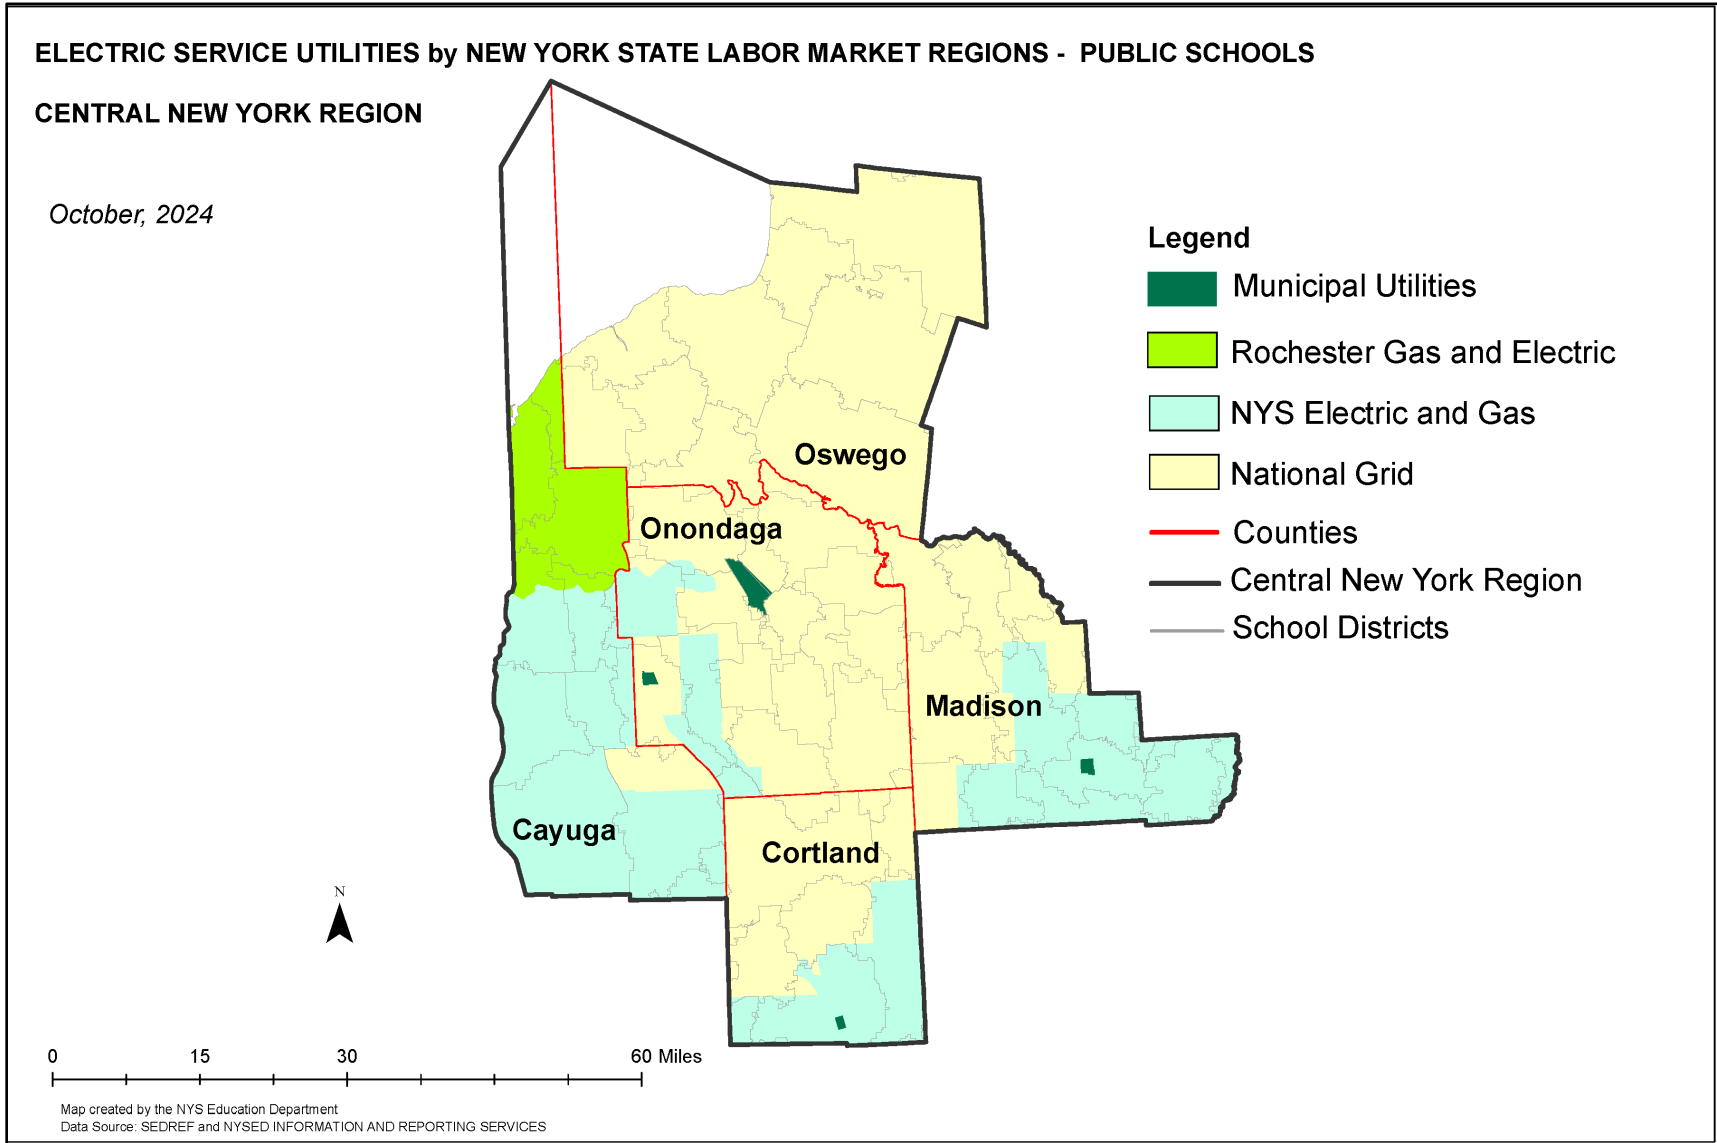 ELECTRIC SERVICE UTILITIES by NEW YORK STATE LABOR MARKET REGIONS - PUBLIC SCHOOLS
CENTRAL NEW YORK REGION
October, 2024
Legend
Municipal Utilities
Rochester Gas and Electric
NYS Electric and Gas
National Grid
Counties
Central New York Region
School Districts
Oswego
Onondaga
Madison
Cayuga
Cortland
N
0 15 30 60 Miles
Map created by the NYS Education Department
Data Source: SEDREF and NYSED INFORMATION AND REPORTING SERVICES